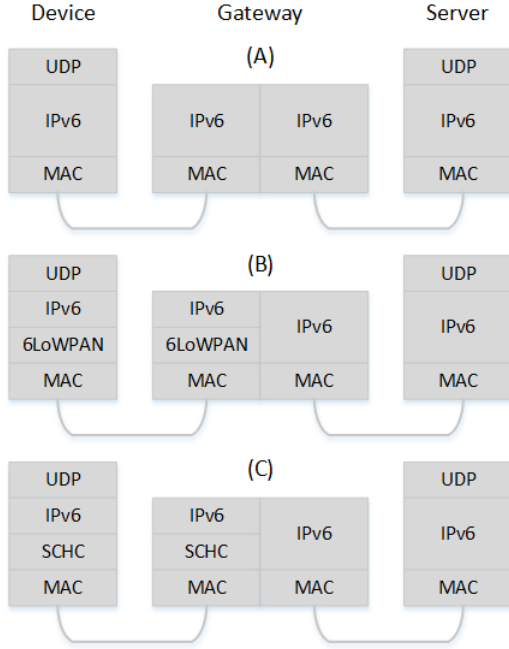 Device Gateway Server
(A)
UDP UDP
IPv6 IPv6 IPv6 IPv6
MAC MAC MAC MAC
(B)
UDP UDP
IPv6 IPv6
IPv6 IPv6
6LoWPAN 6LoWPAN
MAC MAC MAC MAC
(C)
UDP UDP
IPv6 IPv6
IPv6 IPv6
SCHC SCHC
MAC MAC MAC MAC